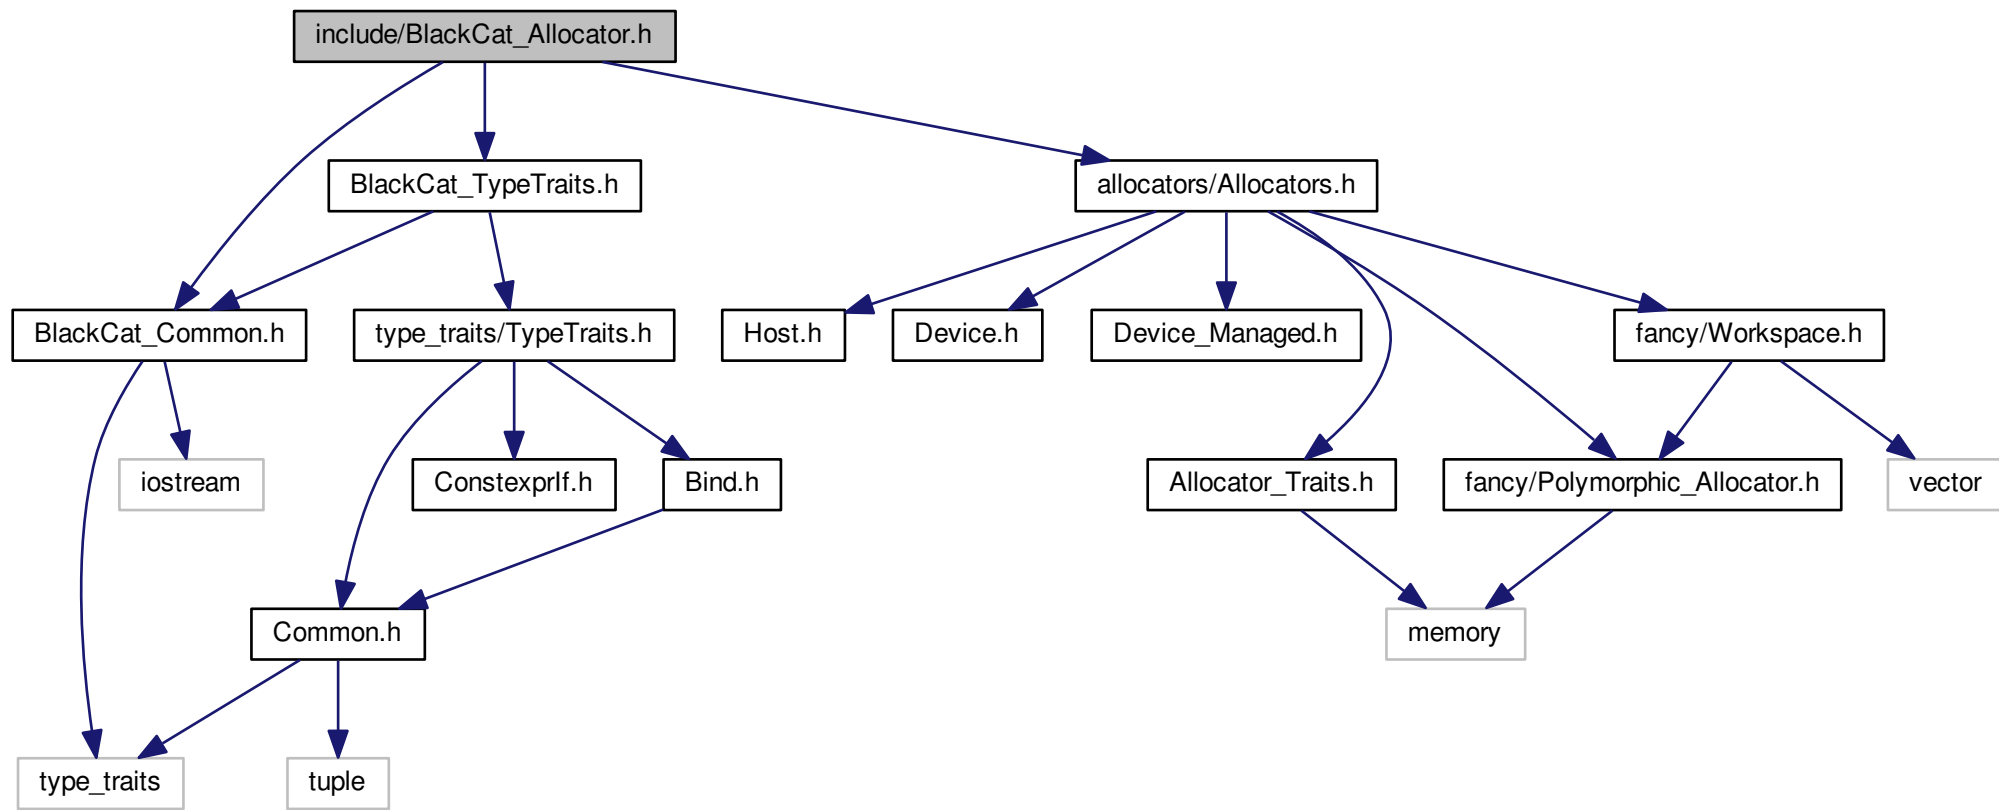 include/BlackCat_Allocator.h
BlackCat_TypeTraits.h
allocators/Allocators.h
BlackCat_Common.h
type_traits/TypeTraits.h
Host.h
Device.h
Device_Managed.h
fancy/Workspace.h
iostream
ConstexprIf.h
Bind.h
Allocator_Traits.h
fancy/Polymorphic_Allocator.h
vector
Common.h
memory
type_traits
tuple